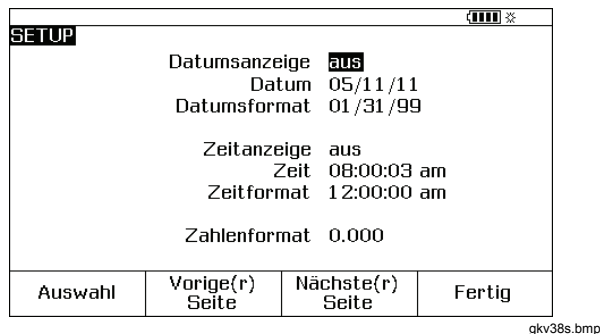 SETUP
Datumsanzeige aus
Datum 05/11/11
Datumsformat 01/31/99
Zeitanzeige aus
Zeit 08:00:03 am
Zeitformat 12:00:00 am
Zahlenformat 0.000
Auswahl
Vorige(r)
Seite
Nächste(r)
Seite
Fertig
gkv38s.bmp